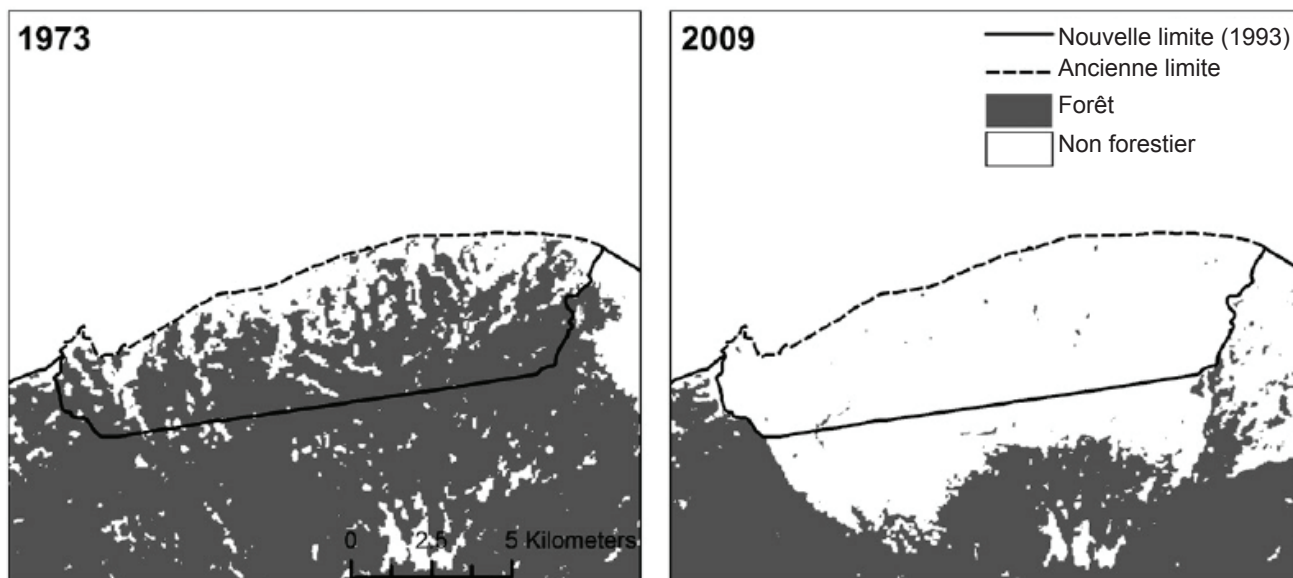 1973
0 2.5 5 Kilometers
2009
Nouvelle limite (1993)
Ancienne limite
Forêt
Non forestier